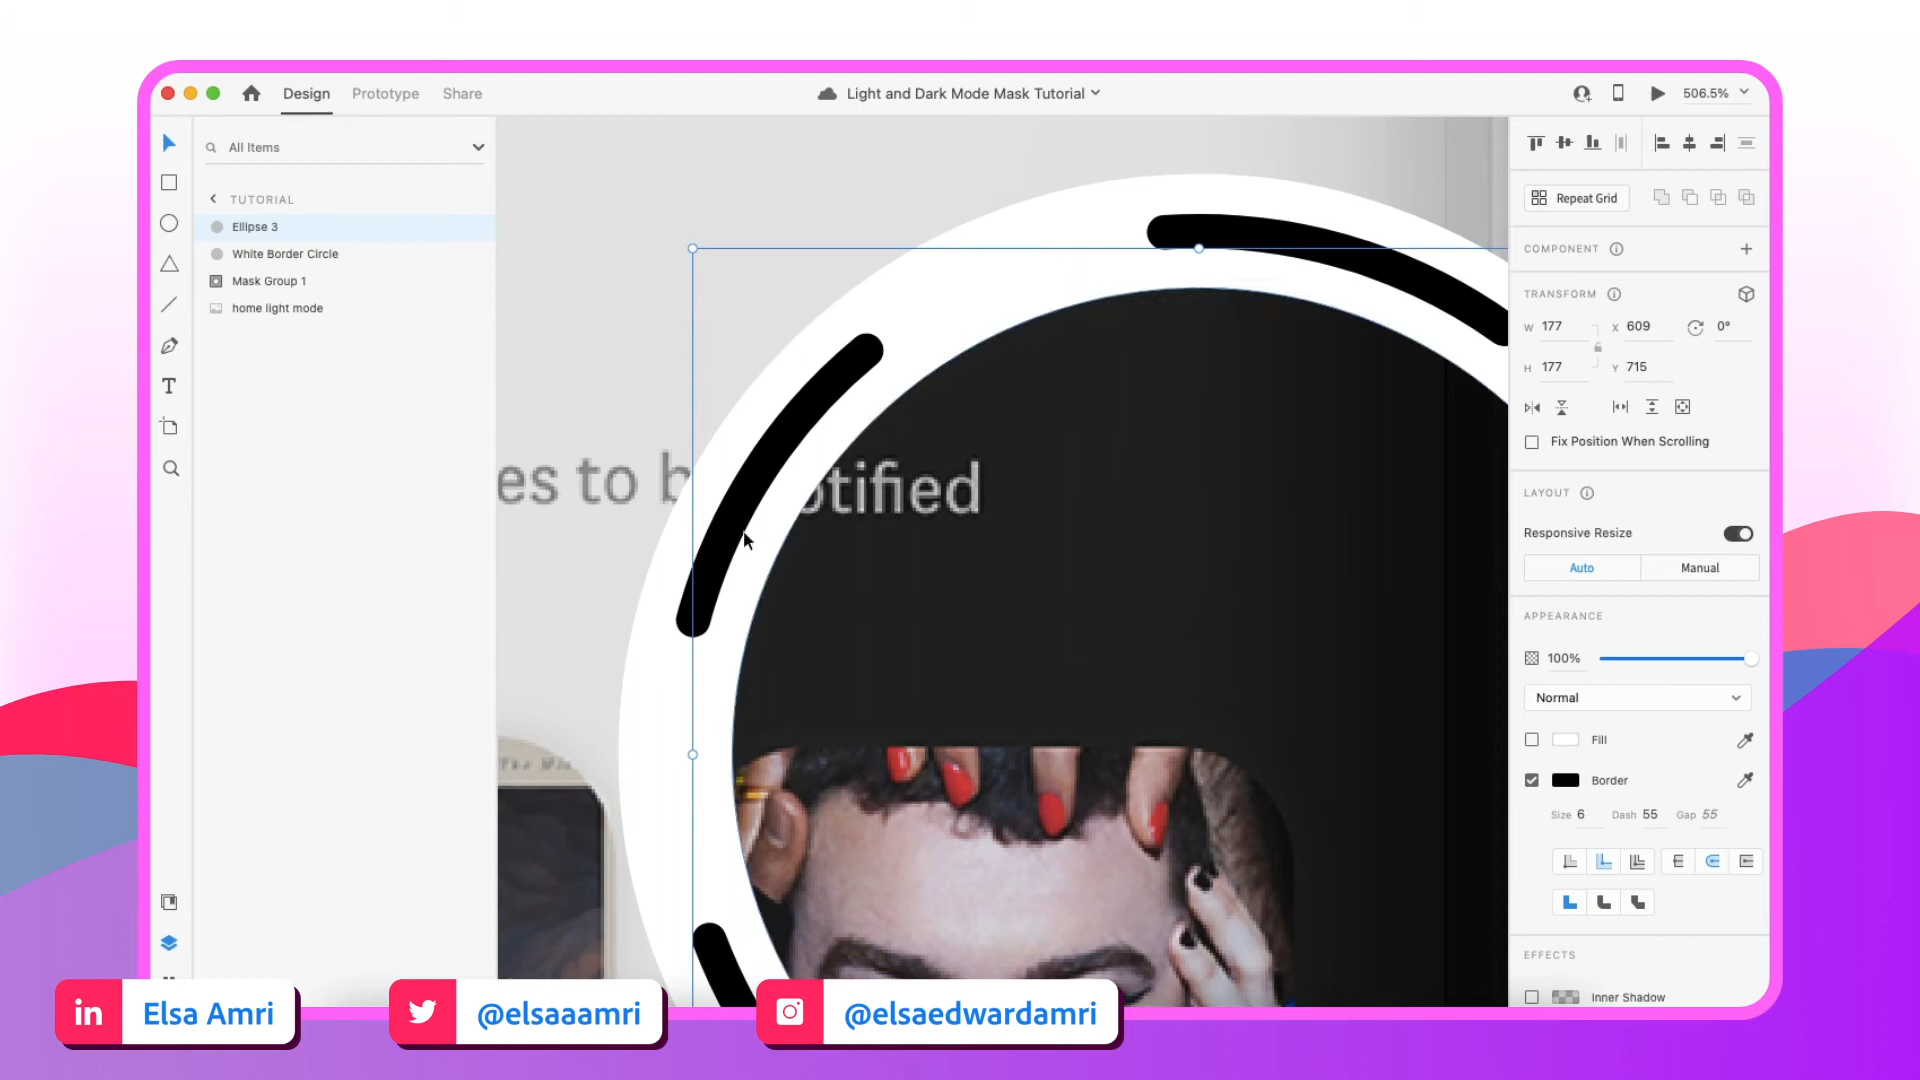 Design Prototype Share
Light and Dark Mode Mask Tutorial
506.5%
All Items
TUTORIAL
Ellipse 3
White Border Circle
Mask Group 1
home light mode
es to b otified
Repeat Grid
COMPONENT
TRANSFORM
W 177 X 609 0°
H 177 Y 715
Fix Position When Scrolling
LAYOUT
Responsive Resize
Auto Manual
APPEARANCE
100%
Normal
Fill
Border
Size 6 Dash 55 Gap 55
EFFECTS
Inner Shadow
T
in Elsa Amri
@elsaaamri
@elsaedwardamri